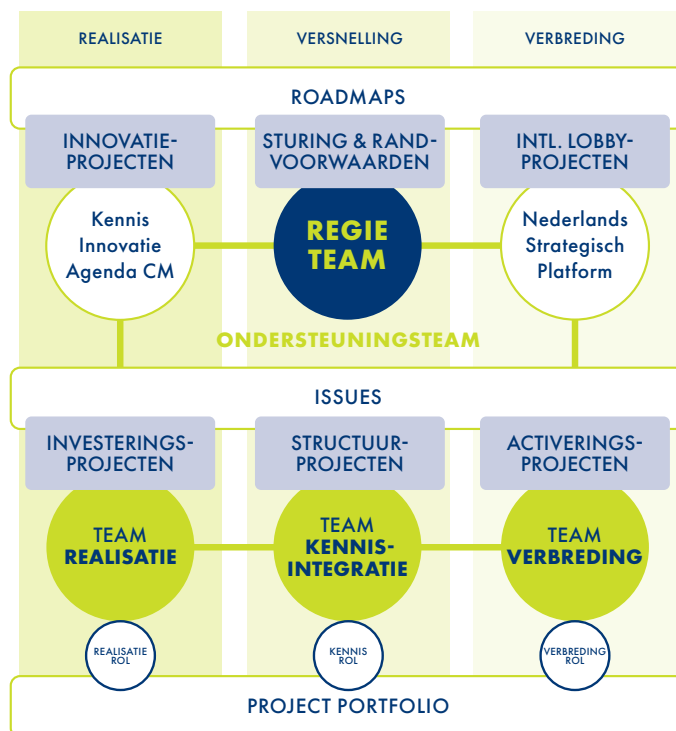 REALISATIE
VERSNELLING
VERBREDING
ROADMAPS
INNOVATIE-
PROJECTEN
STURING & RAND-
VOORWAARDEN
INTL. LOBBY-
PROJECTEN
Kennis
Innovatie
Agenda CM
REGIE
TEAM
Nederlands
Strategisch
Platform
ONDERSTEUNINGSTEAM
ISSUES
INVESTERINGS-
PROJECTEN
STRUCTUUR-
PROJECTEN
ACTIVERINGS-
PROJECTEN
TEAM
REALISATIE
TEAM
KENNIS-
INTEGRATIE
TEAM
VERBREDING
REALISATIE
ROL
KENNIS
ROL
VERBREDING
ROL
PROJECT PORTFOLIO